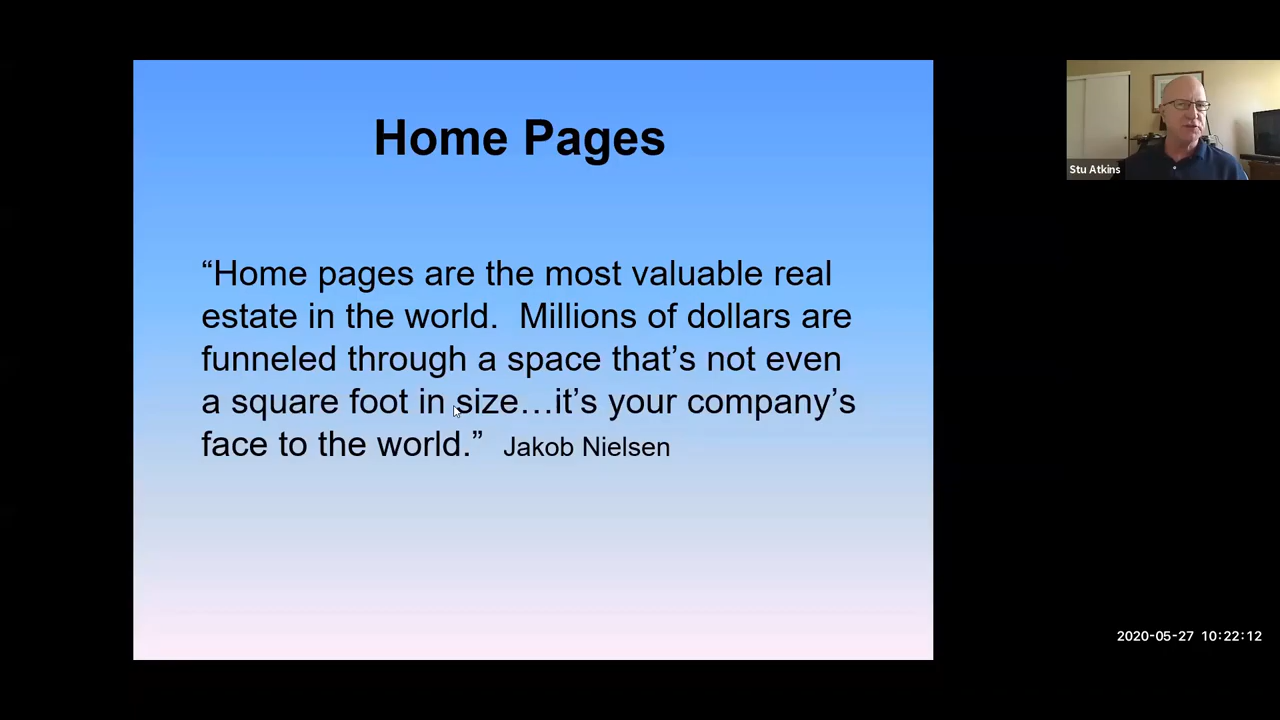 Home Pages
“Home pages are the most valuable real
estate in the world.  Millions of dollars are
funneled through a space that’s not even
a square foot in size…it’s your company’s
face to the world.”  Jakob Nielsen
Stu Atkins
2020-05-27 10:22:12